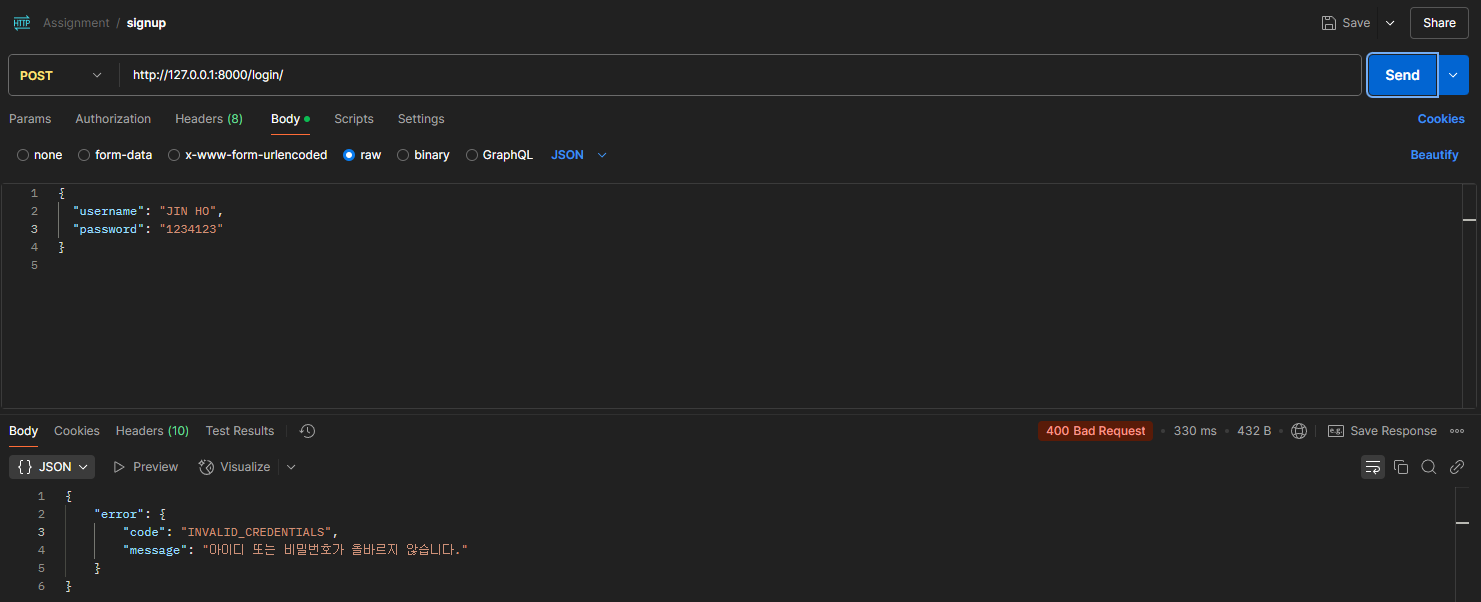 HTTP Assignment / signup Save Share
POST http://127.0.0.1:8000/login/ Send
Params Authorization Headers (8) Body Scripts Settings Cookies
none form-data x-www-form-urlencoded raw binary GraphQL JSON Beautify
1 {
2 "username": "JIN HO",
3 "password": "1234123"
4 }
5
Body Cookies Headers (10) Test Results 400 Bad Request • 330 ms • 432 B • e.g. Save Response
{} JSON Preview Visualize
1 {
2 "error": {
3 "code": "INVALID_CREDENTIALS",
4 "message": "아이디 또는 비밀번호가 올바르지 않습니다."
5 }
6 }